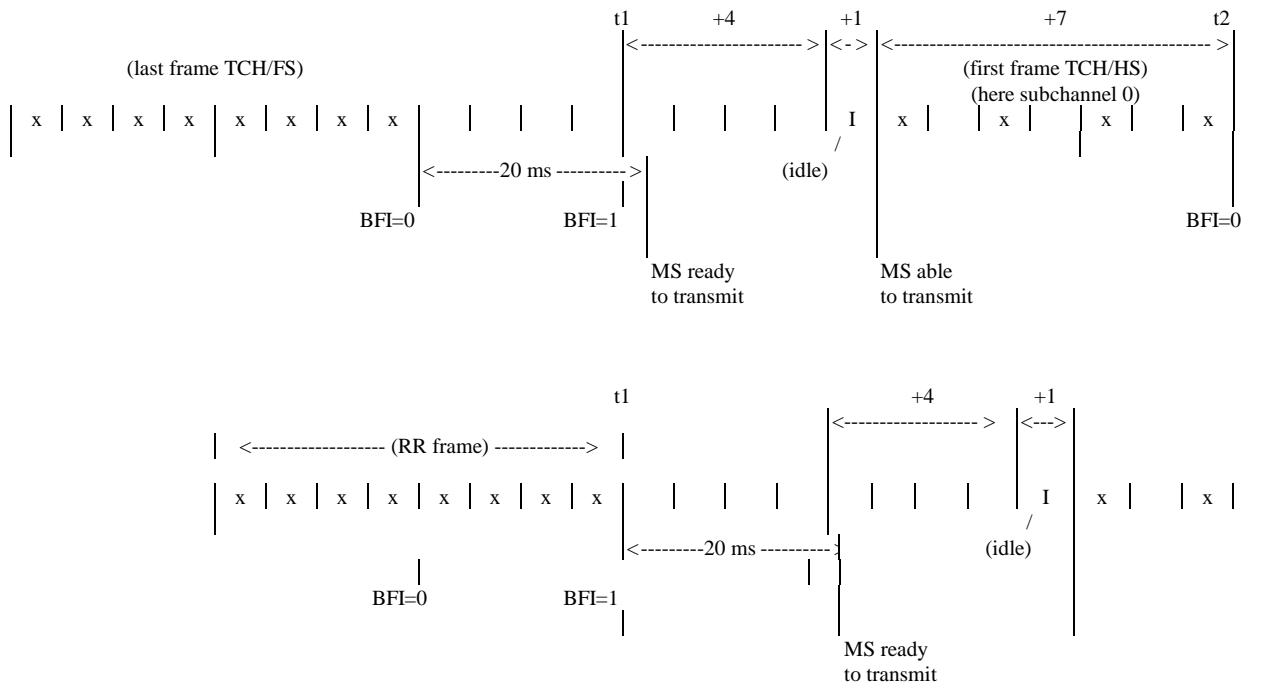 t1 +4 +1 +7 t2
< ------------------------ > < - > < ---------------------------------------------- >
(last frame TCH/FS) (first frame TCH/HS)
(here subchannel 0)
x x x x x x x x I x x x x
/
<---------20 ms ----------> (idle)
BFI=0 BFI=1 BFI=0
MS ready MS able
to transmit to transmit
t1 +4 +1
<-------------------- > <--->
<------------------- (RR frame) ------------->
x x x x x x x x I x x
/
<---------20 ms ----------> (idle)
BFI=0 BFI=1
MS ready
to transmit